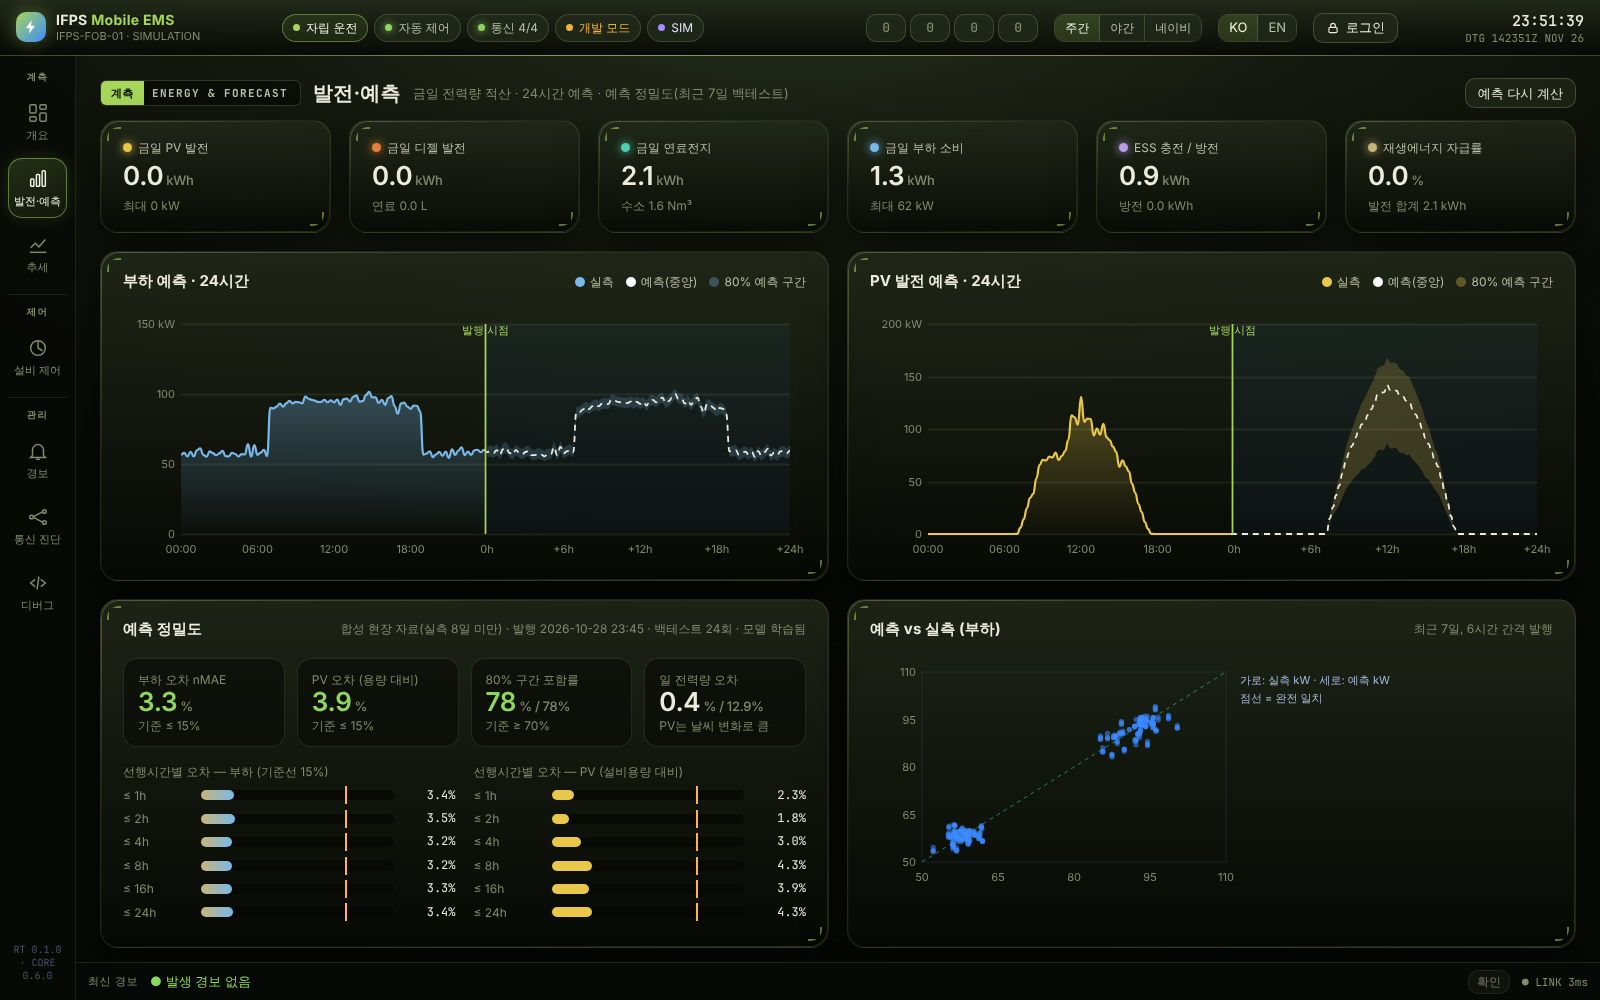 IFPS Mobile EMS
IFPS-FOB-01 · SIMULATION
자립 운전
자동 제어
통신 4/4
개발 모드
SIM
0 0 0 0
주간 야간 네이비
KO EN
로그인
23:51:39
DTG 142351Z NOV 26
계측
개요
발전·예측
추세
제어
설비 제어
관리
경보
통신 진단
디버그
RT 0.1.0
· CORE
0.6.0
계측 ENERGY & FORECAST
발전·예측
금일 전력량 적산 · 24시간 예측 · 예측 정밀도(최근 7일 백테스트)
예측 다시 계산
금일 PV 발전
0.0 kWh
최대 0 kW
금일 디젤 발전
0.0 kWh
연료 0.0 L
금일 연료전지
2.1 kWh
수소 1.6 Nm³
금일 부하 소비
1.3 kWh
최대 62 kW
ESS 충전 / 방전
0.9 kWh
방전 0.0 kWh
재생에너지 자급률
0.0 %
발전 합계 2.1 kWh
부하 예측 · 24시간
실측 예측(중앙) 80% 예측 구간
발행 시점
150 kW
100
50
0
00:00 06:00 12:00 18:00 0h +6h +12h +18h +24h
PV 발전 예측 · 24시간
실측 예측(중앙) 80% 예측 구간
발행 시점
200 kW
150
100
50
0
00:00 06:00 12:00 18:00 0h +6h +12h +18h +24h
예측 정밀도
합성 현장 자료(실측 8일 미만) · 발행 2026-10-28 23:45 · 백테스트 24회 · 모델 학습됨
부하 오차 nMAE
3.3 %
기준 ≤ 15%
PV 오차 (용량 대비)
3.9 %
기준 ≤ 15%
80% 구간 포함률
78 % / 78%
기준 ≥ 70%
일 전력량 오차
0.4 % / 12.9%
PV는 날씨 변화로 큼
선행시간별 오차 — 부하 (기준선 15%)
≤ 1h 3.4%
≤ 2h 3.5%
≤ 4h 3.2%
≤ 8h 3.2%
≤ 16h 3.3%
≤ 24h 3.4%
선행시간별 오차 — PV (설비용량 대비)
≤ 1h 2.3%
≤ 2h 1.8%
≤ 4h 3.0%
≤ 8h 4.3%
≤ 16h 3.9%
≤ 24h 4.3%
예측 vs 실측 (부하)
최근 7일, 6시간 간격 발행
110
95
80
65
50
50 65 80 95 110
가로: 실측 kW · 세로: 예측 kW
점선 = 완전 일치
최신 경보
발생 경보 없음
확인
LINK 3ms